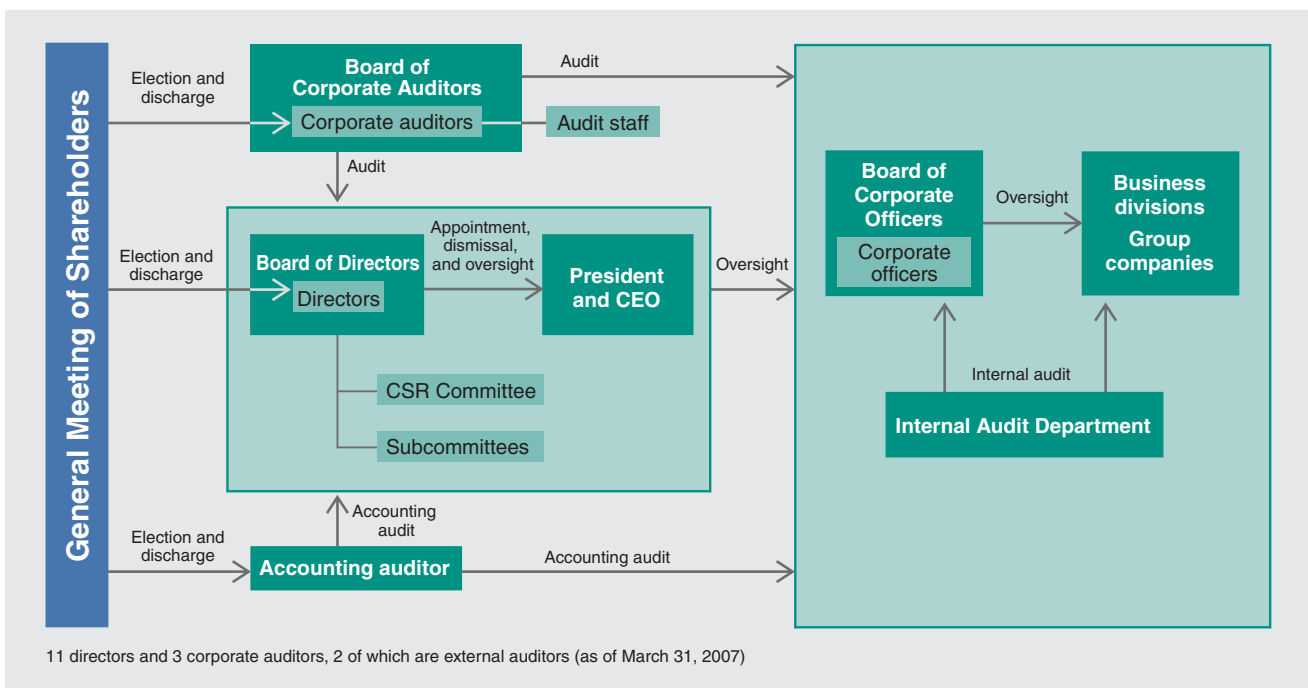 General Meeting of Shareholders
Election and
discharge
Board of
Corporate Auditors
Corporate auditors
Audit staff
Audit
Audit
Election and
discharge
Board of Directors
Directors
Appointment,
dismissal,
and oversight
President
and CEO
Oversight
CSR Committee
Subcommittees
Accounting
audit
Election and
discharge
Accounting auditor
Accounting audit
Board of
Corporate
Officers
Corporate
officers
Oversight
Business
divisions
Group
companies
Internal audit
Internal Audit Department
11 directors and 3 corporate auditors, 2 of which are external auditors (as of March 31, 2007)